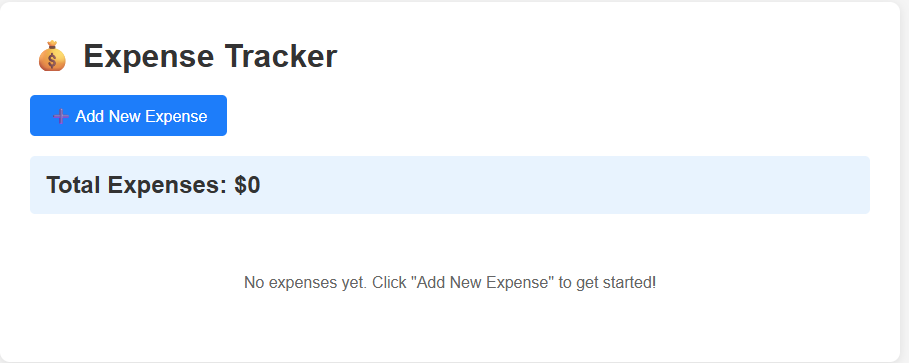 Expense Tracker
Add New Expense
Total Expenses: $0
No expenses yet. Click "Add New Expense" to get started!